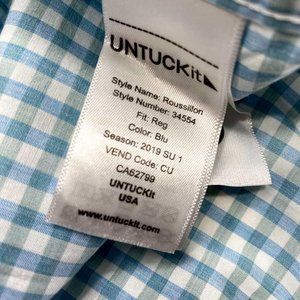 UNTUCKit
Style Name: Roussillon
Style Number: 34554
Fit: Reg
Color: Blu
Season: 2019 SU 1
VEND Code: CU
CA62799
UNTUCKit
USA
www.untuckit.com